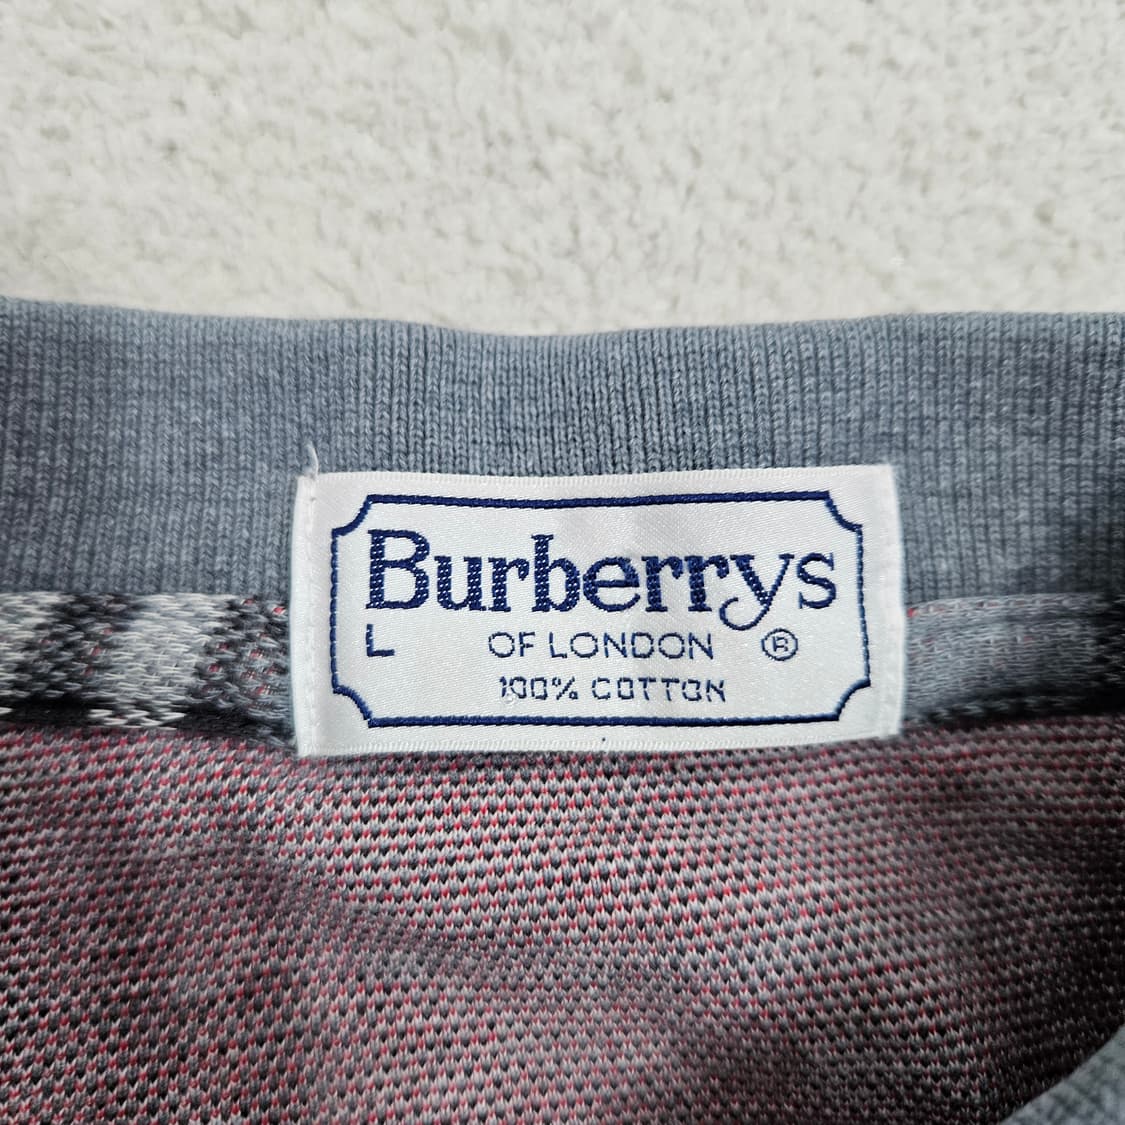 Burberrys
L OF LONDON ®
100% COTTON